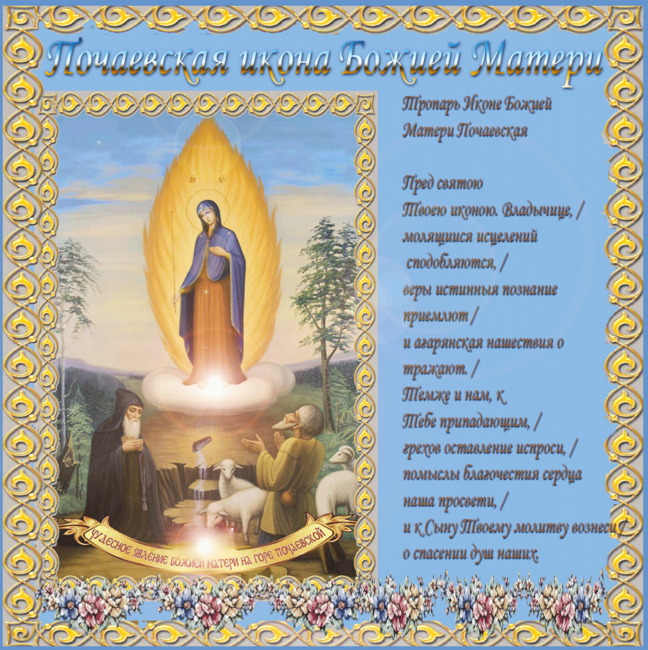 Почаевская икона Божией Матери
Тропарь Иконе Божией
Матери Почаевская
Пред святою
Твоею иконою. Владычице, /
молящиися исцелений
сподобляются, /
веры истинныя познание
приемлют /
и агарянская нашествия о
тражают. /
Темже и нам, к
Тебе припадающим, /
грехов оставление испроси, /
помыслы благочестия сердца
наша просвети, /
и к Сыну Твоему молитву вознеси /
о спасении душ наших.
ЧУДЕСНОЕ ЯВЛЕНИЕ БОЖИЕЙ МАТЕРИ НА ГОРЕ ПОЧАЕВСКОЙ